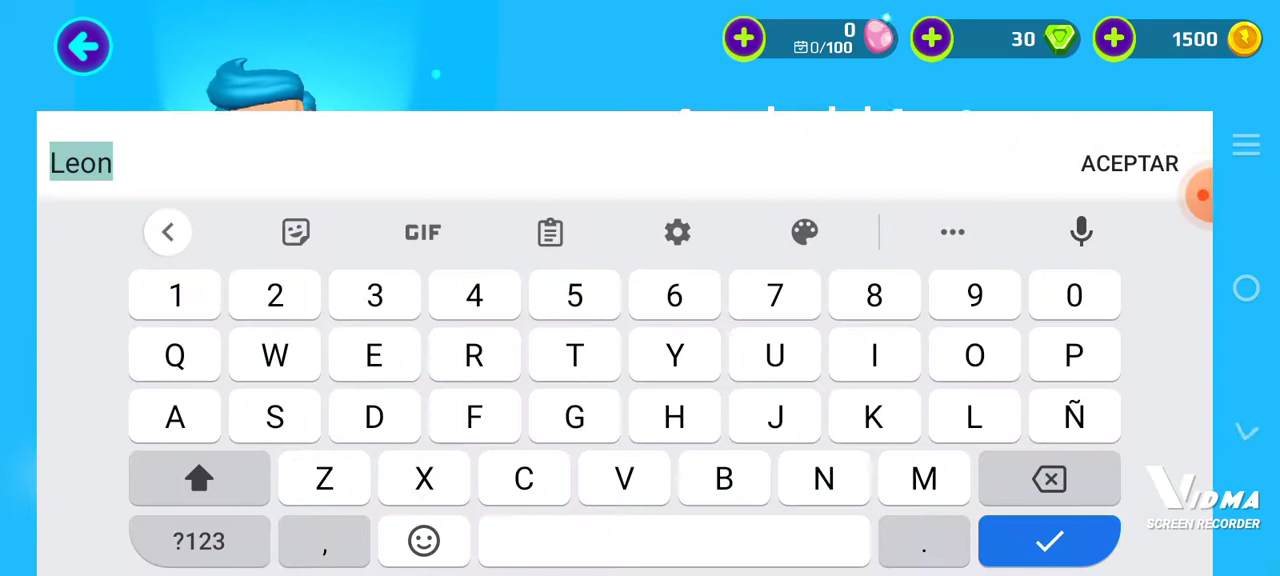 0
0/100
30
1500
Leon
ACEPTAR
GIF
1 2 3 4 5 6 7 8 9 0
Q W E R T Y U I O P
A S D F G H J K L Ñ
Z X C V B N M
?123 , .
VIDMA
SCREEN RECORDER